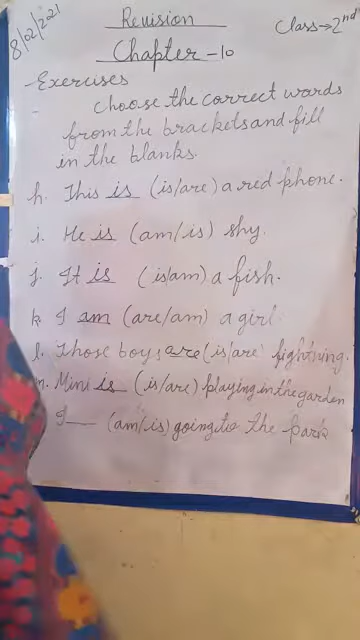 8/02/2021
Revision
Class→2nd
Chapter-10
Exercises
- Choose the correct words
from the brackets and fill
in the blanks.
h. This is (is/are) a red phone.
i. He is (am/is) shy.
j. It is (is/am) a fish.
k. I am (are/am) a girl.
l. Those boys are (is/are) fightning.
m. Mini is (is/are) playing in the garden
I __ (am/is) going to the park